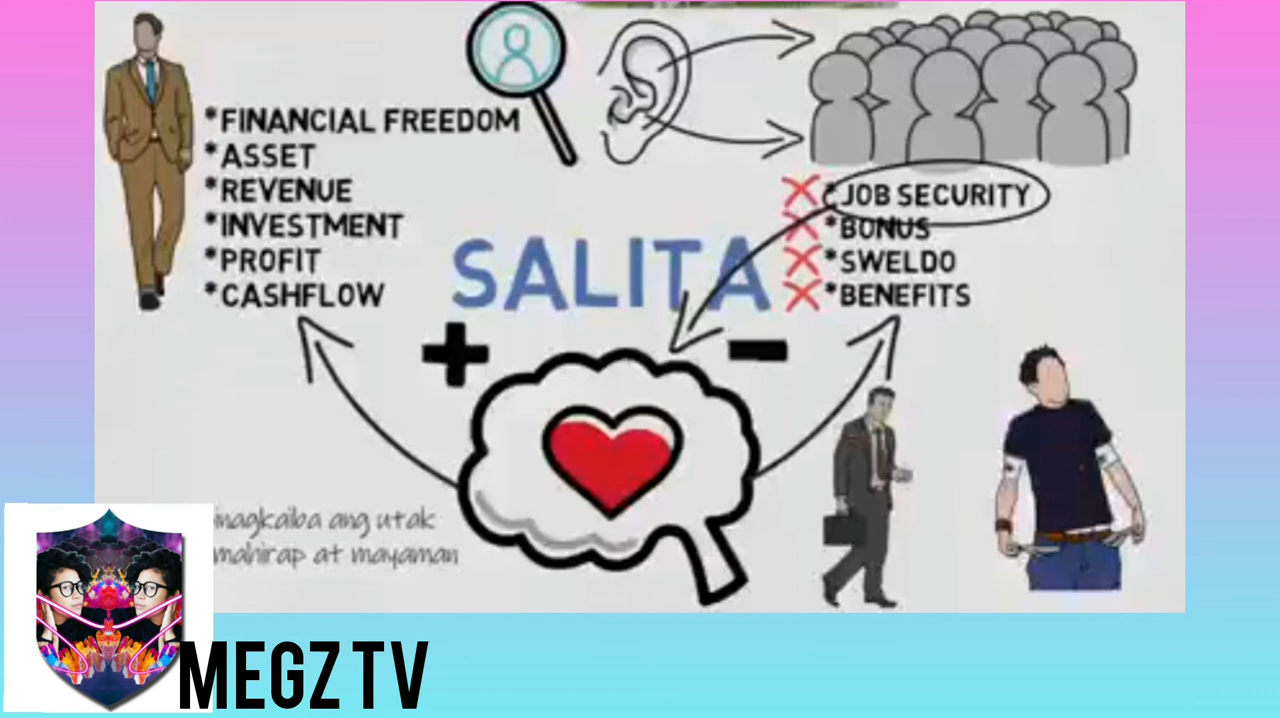 *FINANCIAL FREEDOM
*ASSET
*REVENUE
*INVESTMENT
*PROFIT
*CASHFLOW
SALITA
+
-
*JOB SECURITY
*BONUS
*SWELDO
*BENEFITS
ang utak
mahirap at mayaman
MEGZ TV